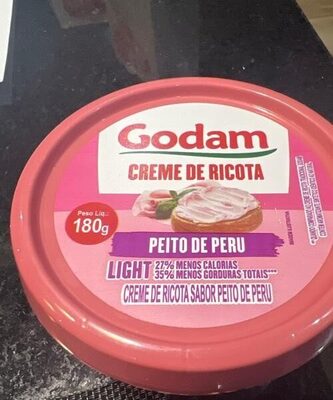 Godam
CREME DE RICOTA
Peso Líq.:
180g
PEITO DE PERU
LIGHT 27% MENOS CALORIAS
35% MENOS GORDURAS TOTAIS***
CREME DE RICOTA SABOR PEITO DE PERU